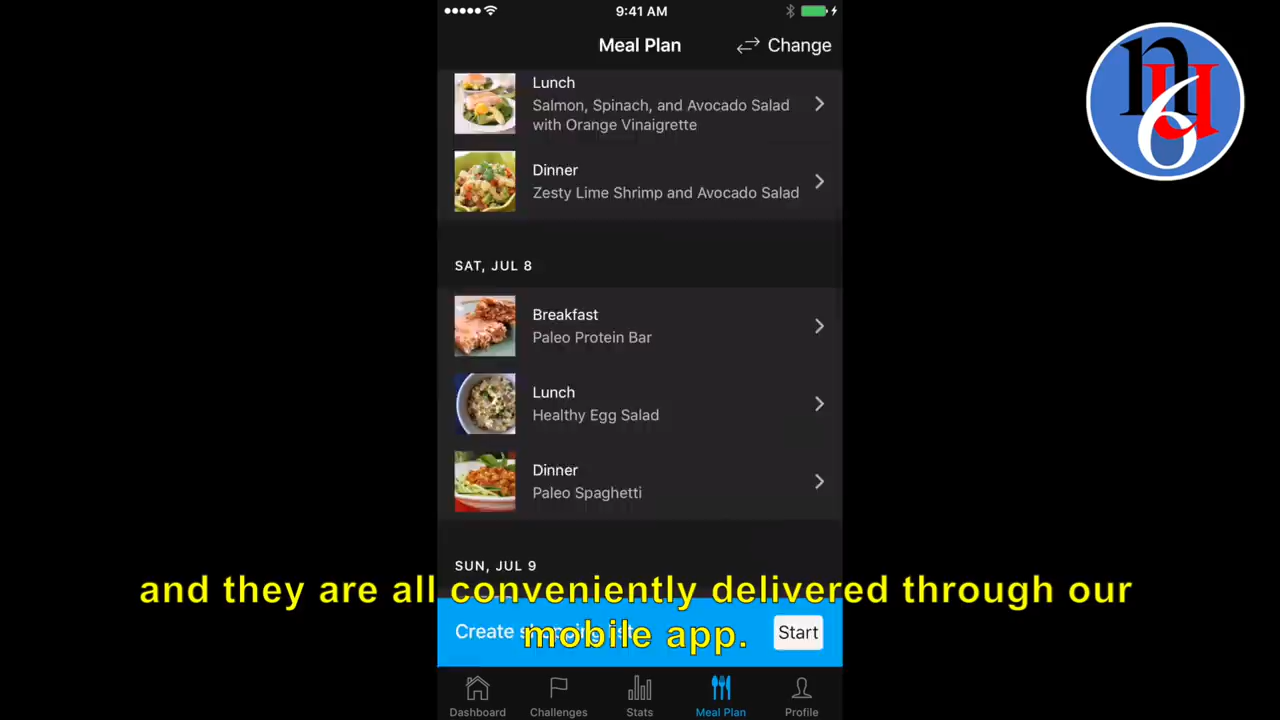 9:41 AM
Meal Plan
Change
Lunch
Salmon, Spinach, and Avocado Salad
with Orange Vinaigrette
Dinner
Zesty Lime Shrimp and Avocado Salad
SAT, JUL 8
Breakfast
Paleo Protein Bar
Lunch
Healthy Egg Salad
Dinner
Paleo Spaghetti
SUN, JUL 9
and they are all conveniently delivered through our
mobile app.
Create
Start
Dashboard
Challenges
Stats
Meal Plan
Profile
nu6